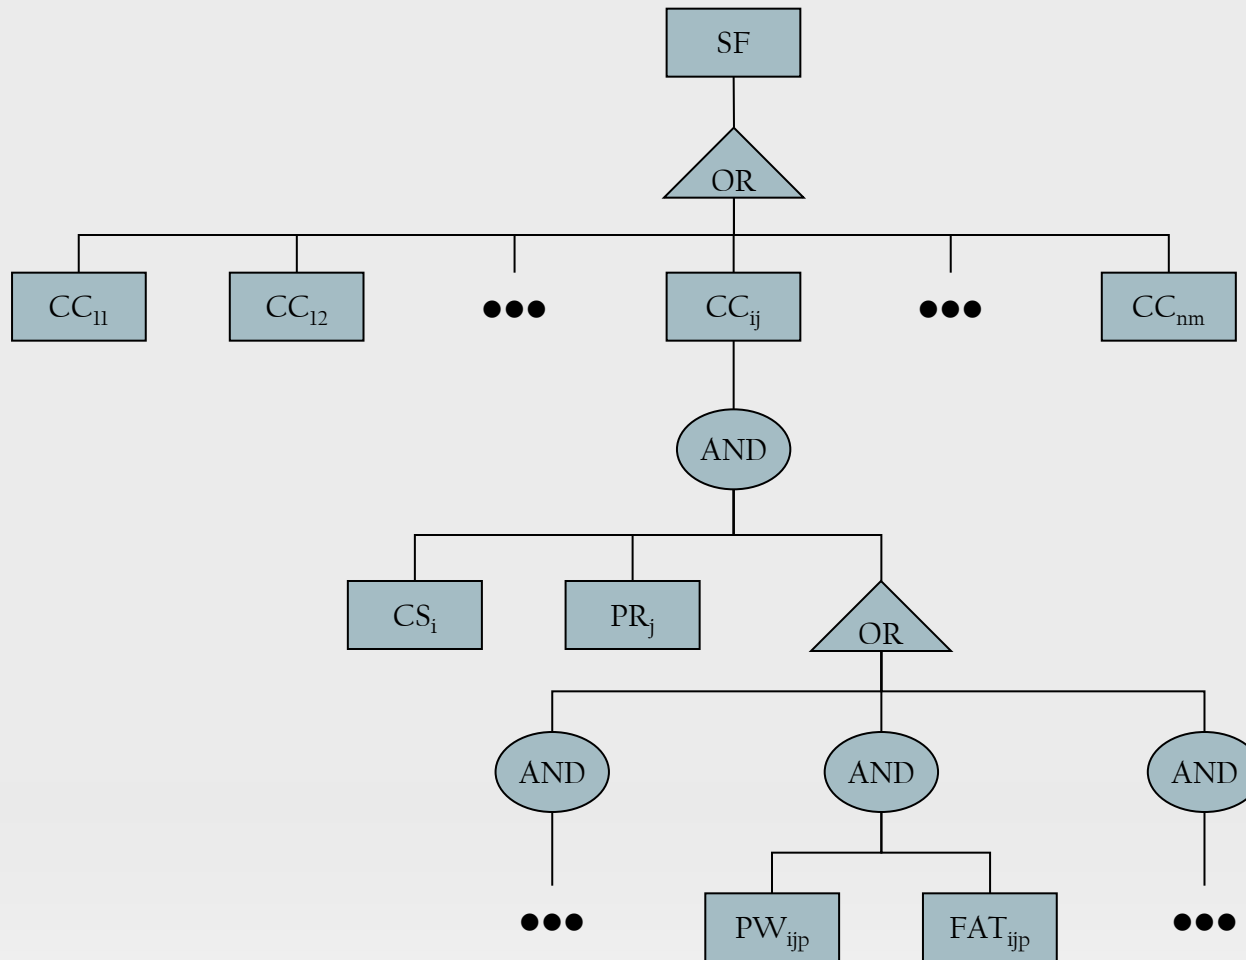 SF
OR
CC11
CC12
●●●
CCij
●●●
CCnm
AND
CSi
PRj
OR
AND
AND
AND
●●●
PWijp
FATijp
●●●